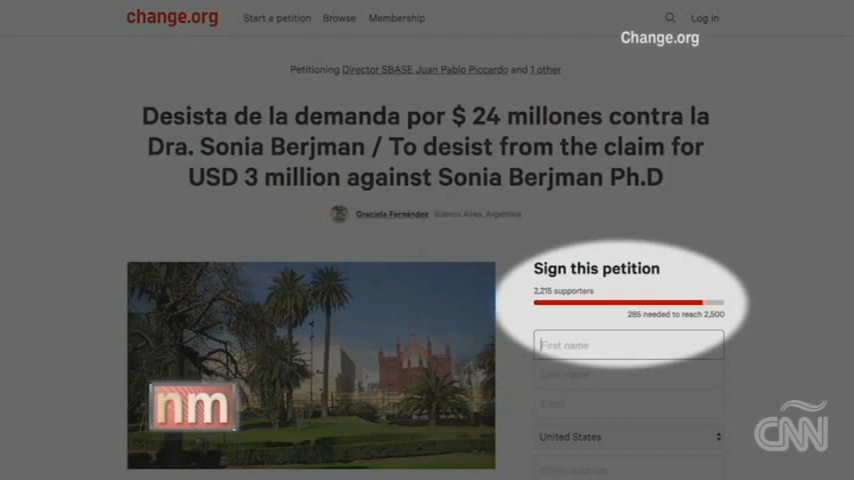 change.org Start a petition Browse Membership Log in
Change.org
Petitioning Director SBASE Juan Pablo Piccardo and 1 other
Desista de la demanda por $ 24 millones contra la
Dra. Sonia Berjman / To desist from the claim for
USD 3 million against Sonia Berjman Ph.D
Graciela Fernández Buenos Aires, Argentina
Sign this petition
2,215 supporters
285 needed to reach 2,500
First name
Last name
Email
United States
nm
CÑN